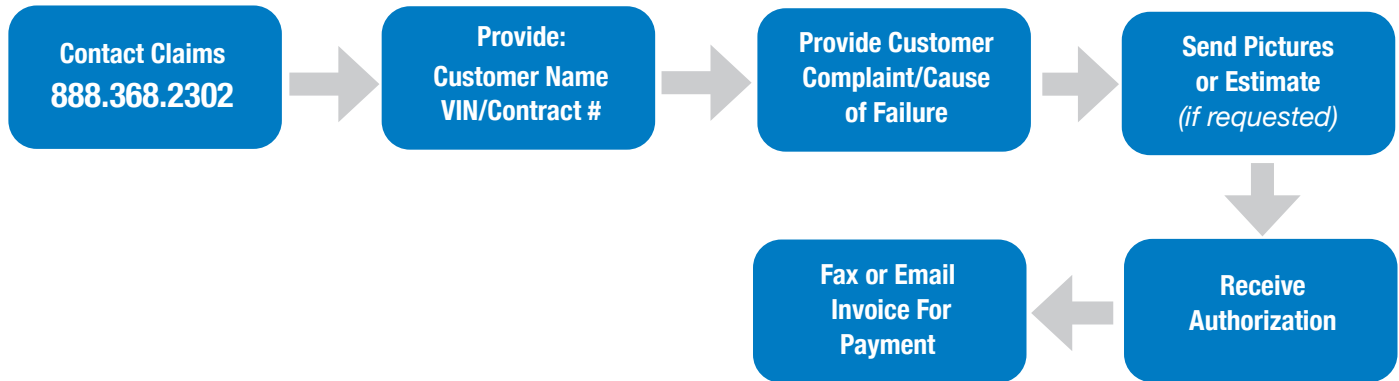 Contact Claims
888.368.2302
Provide:
Customer Name
VIN/Contract #
Provide Customer
Complaint/Cause
of Failure
Send Pictures
or Estimate
(if requested)
Receive
Authorization
Fax or Email
Invoice For
Payment